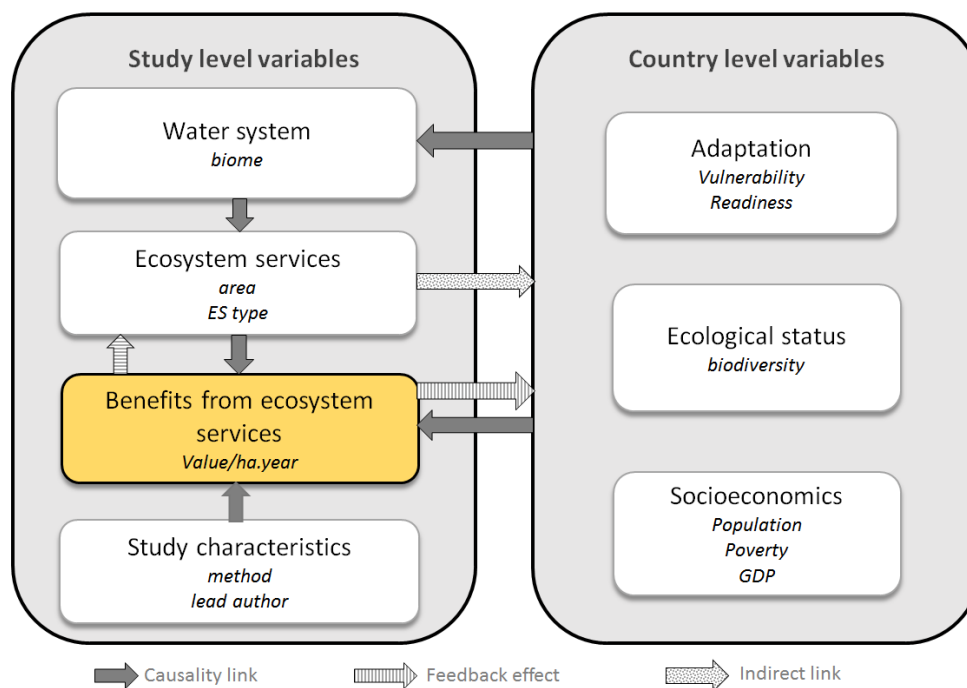 Study level variables
Water system
biome
Ecosystem services
area
ES type
Benefits from ecosystem
services
Value/ha.year
Study characteristics
method
lead author
Country level variables
Adaptation
Vulnerability
Readiness
Ecological status
biodiversity
Socioeconomics
Population
Poverty
GDP
Causality link
Feedback effect
Indirect link